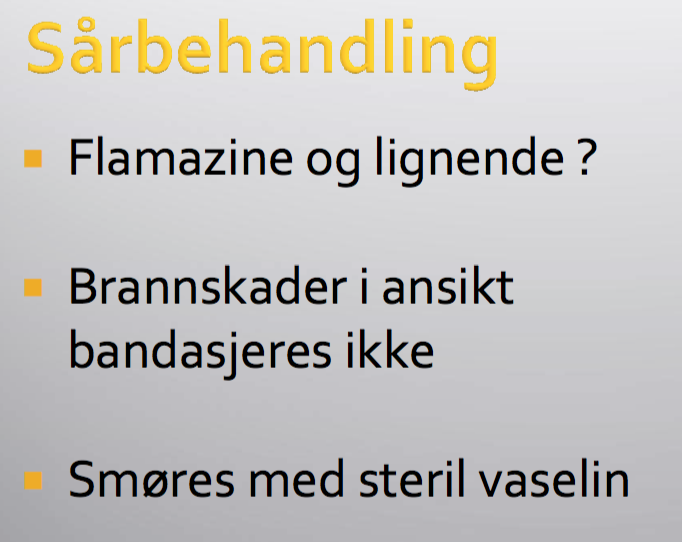 Sårbehandling
Flamazine og lignende ?
Brannskader i ansikt
bandasjeres ikke
Smøres med steril vaselin